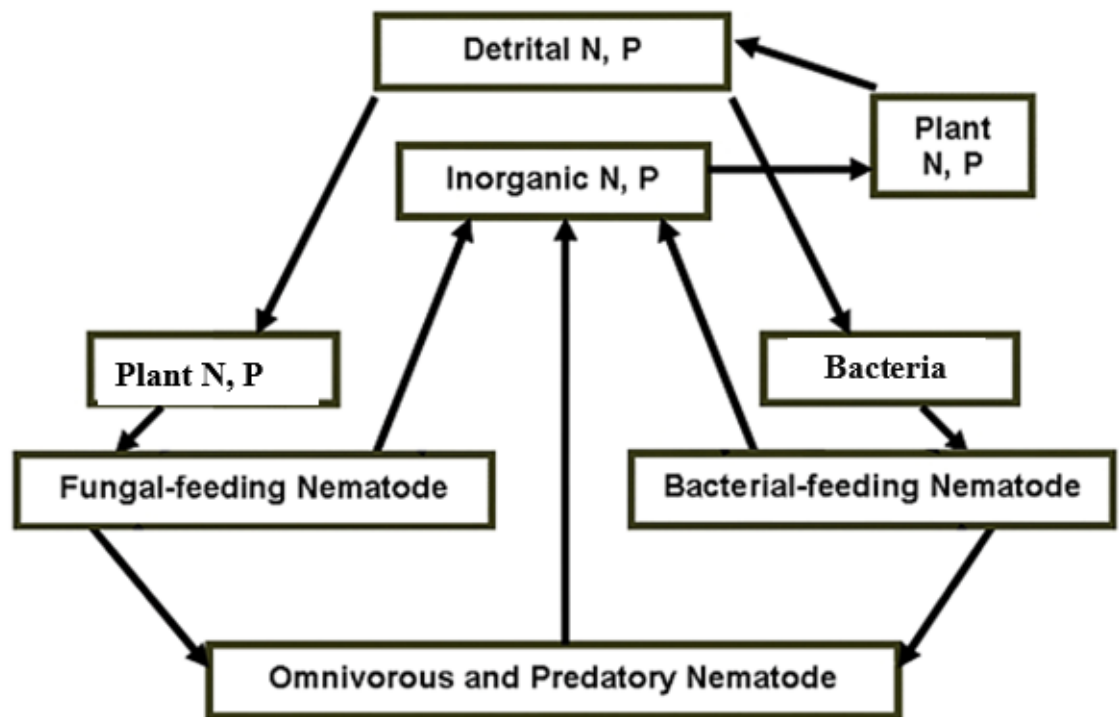 Detrital N, P
Plant
N, P
Inorganic N, P
Plant N, P
Bacteria
Fungal-feeding Nematode
Bacterial-feeding Nematode
Omnivorous and Predatory Nematode